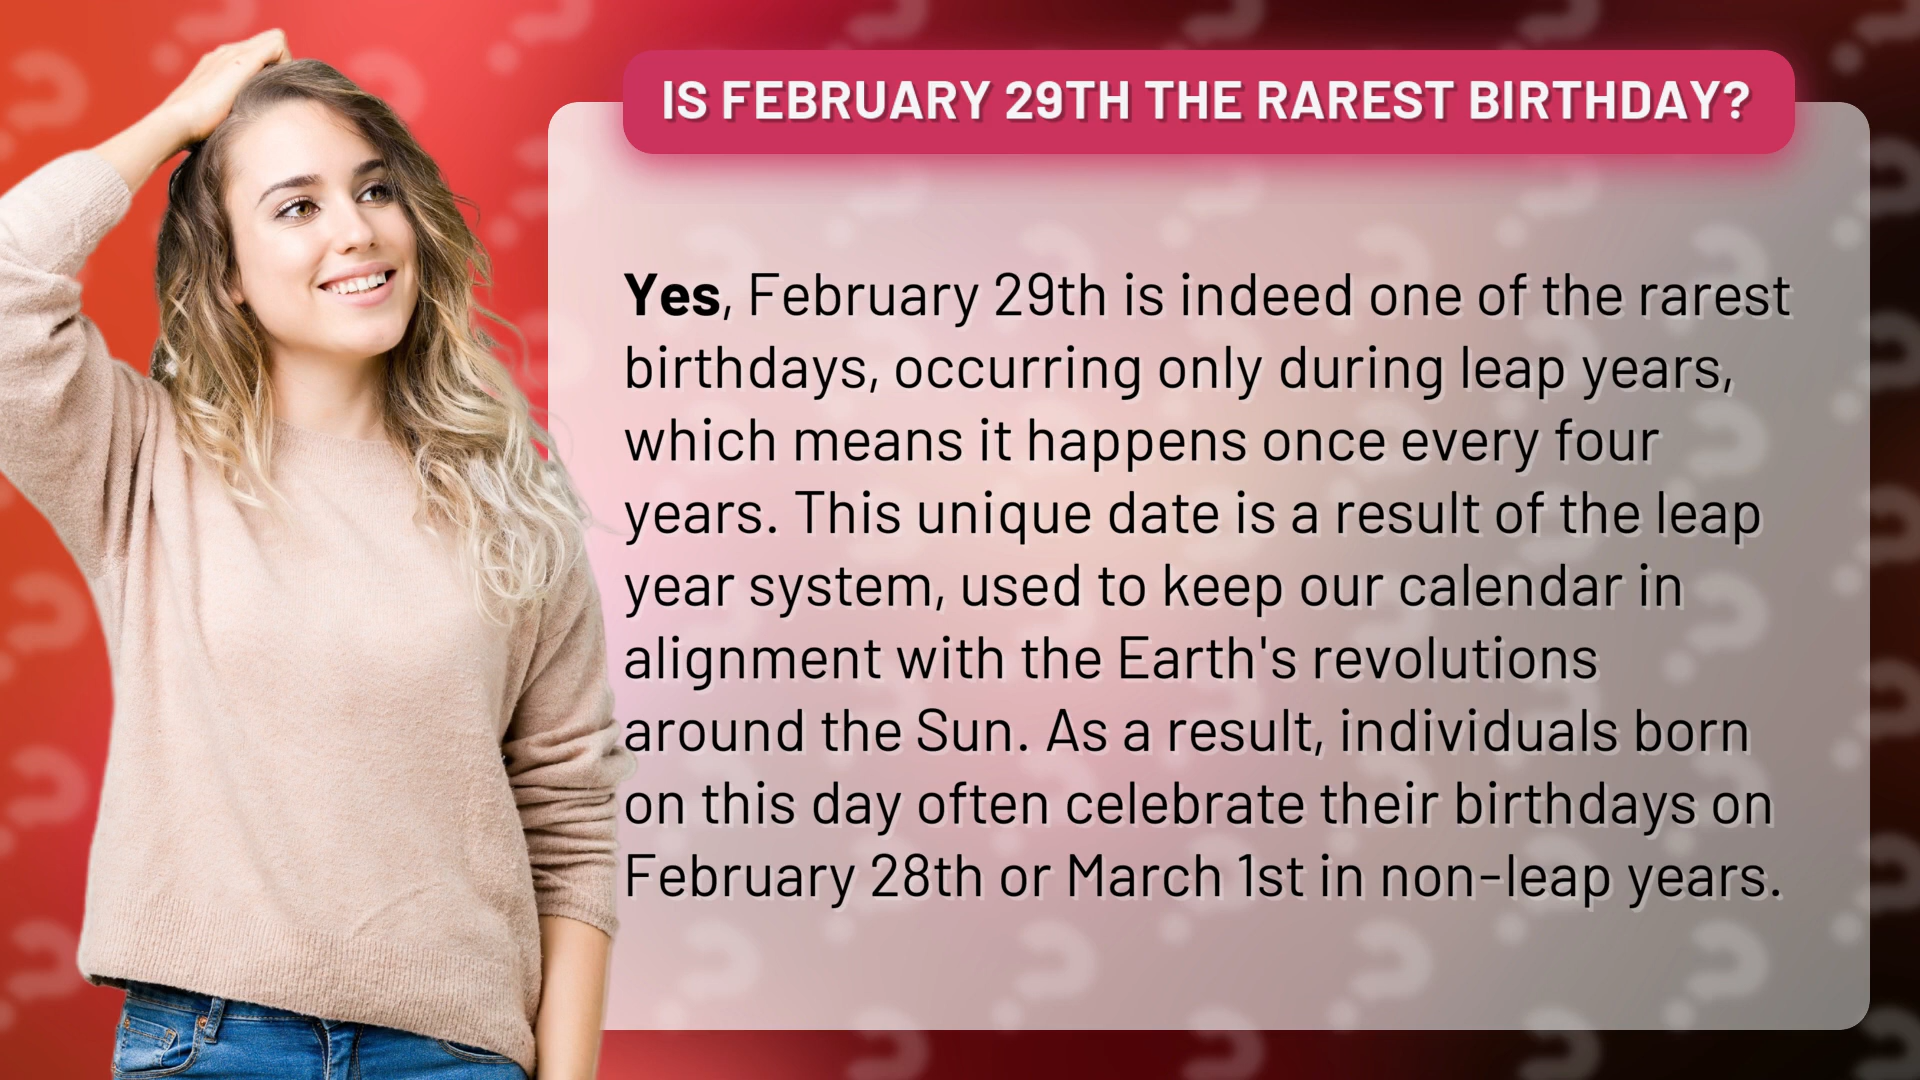 IS FEBRUARY 29TH THE RAREST BIRTHDAY?
Yes, February 29th is indeed one of the rarest
birthdays, occurring only during leap years,
which means it happens once every four
years. This unique date is a result of the leap
year system, used to keep our calendar in
alignment with the Earth's revolutions
around the Sun. As a result, individuals born
on this day often celebrate their birthdays on
February 28th or March 1st in non-leap years.